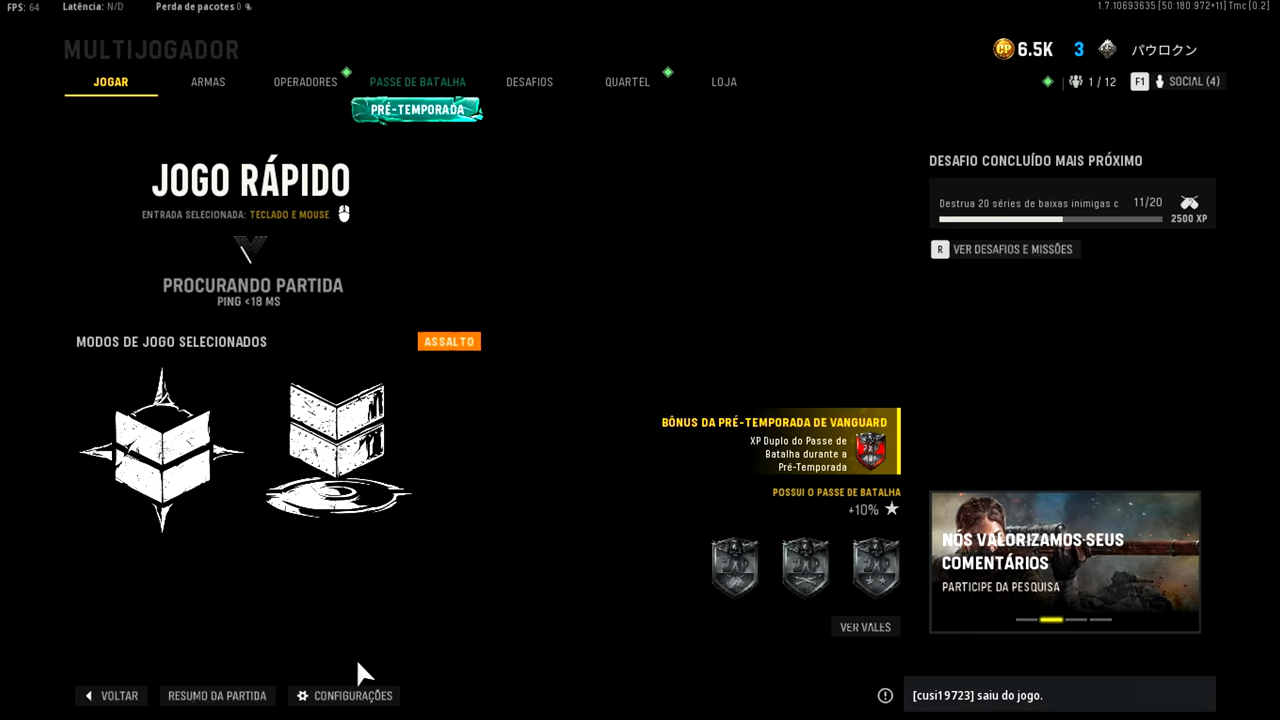 FPS: 64 Latência: N/D Perda de pacotes 0 %
1.7.10693635 [50:180:972+11] Tmc [0.2]
MULTIJOGADOR
6.5K 3 パウロクン
JOGAR ARMAS OPERADORES PASSE DE BATALHA DESAFIOS QUARTEL LOJA
1 / 12 F1 SOCIAL (4)
PRÉ-TEMPORADA
JOGO RÁPIDO
ENTRADA SELECIONADA: TECLADO E MOUSE
PROCURANDO PARTIDA
PING <18 MS
MODOS DE JOGO SELECIONADOS
ASSALTO
DESAFIO CONCLUÍDO MAIS PRÓXIMO
Destrua 20 séries de baixas inimigas c 11/20
2500 XP
R VER DESAFIOS E MISSÕES
BÔNUS DA PRÉ-TEMPORADA DE VANGUARD
XP Duplo do Passe de
Batalha durante a
Pré-Temporada
POSSUI O PASSE DE BATALHA
+10%
2XP 2XP 2XP
VER VALES
NÓS VALORIZAMOS SEUS
COMENTÁRIOS
PARTICIPE DA PESQUISA
VOLTAR RESUMO DA PARTIDA CONFIGURAÇÕES
[cusi19723] saiu do jogo.